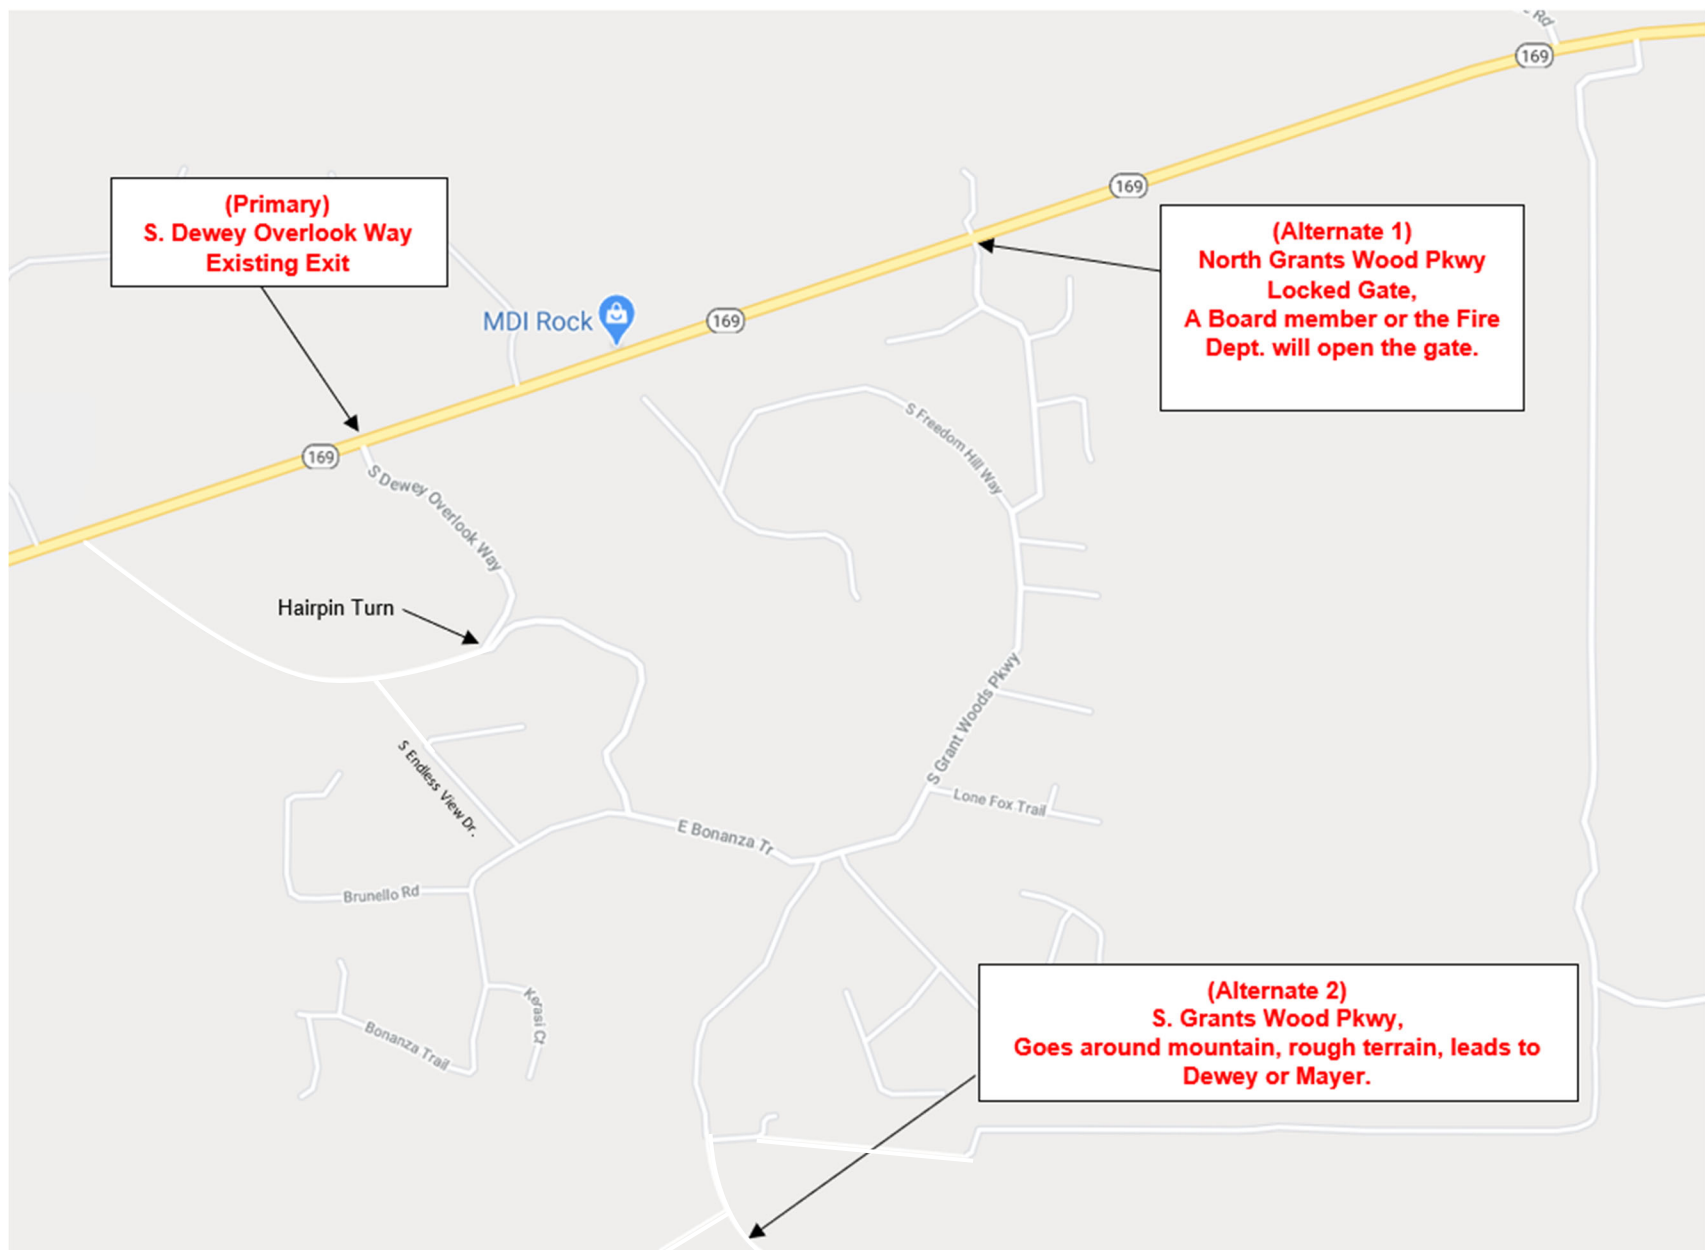 Rd
169
169
(Primary)
S. Dewey Overlook Way
Existing Exit
(Alternate 1)
North Grants Wood Pkwy
Locked Gate,
A Board member or the Fire
Dept. will open the gate.
MDI Rock
169
S Freedom Hill Way
169
S Dewey Overlook Way
Hairpin Turn
S Grant Woods Pkwy
S Endless View Dr.
Lone Fox Trail
E Bonanza Tr
Brunello Rd
Kerasi Ct
Bonanza Trail
(Alternate 2)
S. Grants Wood Pkwy,
Goes around mountain, rough terrain, leads to
Dewey or Mayer.